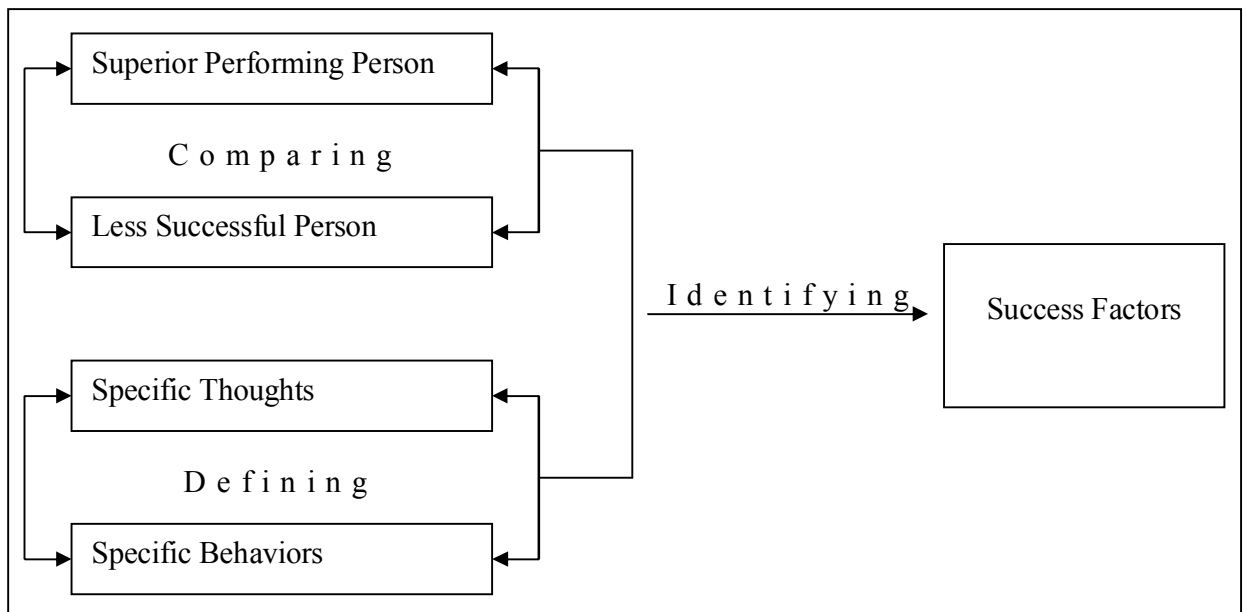 Superior Performing Person
C o m p a r i n g
Less Successful Person
I d e n t i f y i n g
Success Factors
Specific Thoughts
D e f i n i n g
Specific Behaviors